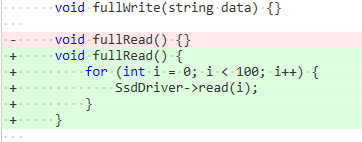 void fullWrite(string data) {}

- void fullRead() {}
+ void fullRead() {
+ for (int i = 0; i < 100; i++) {
+ SsdDriver->read(i);
+ }
+ }